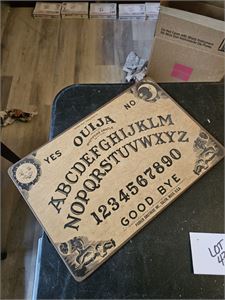 OUIJA
YES
NO
ABCDEFGHIJKLM
NOPQRSTUVWXYZ
1234567890
GOOD BYE
LOT